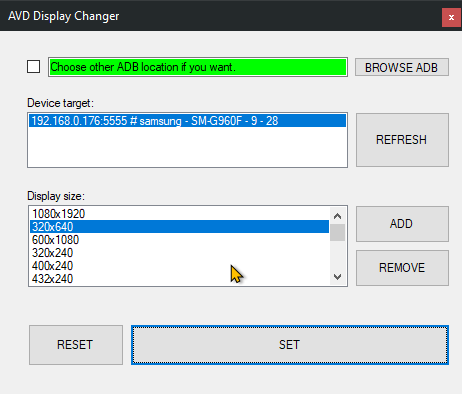 AVD Display Changer
x
Choose other ADB location if you want.
BROWSE ADB
Device target:
192.168.0.176:5555 # samsung - SM-G960F - 9 - 28
REFRESH
Display size:
1080x1920
320x640
600x1080
320x240
400x240
432x240
ADD
REMOVE
RESET
SET